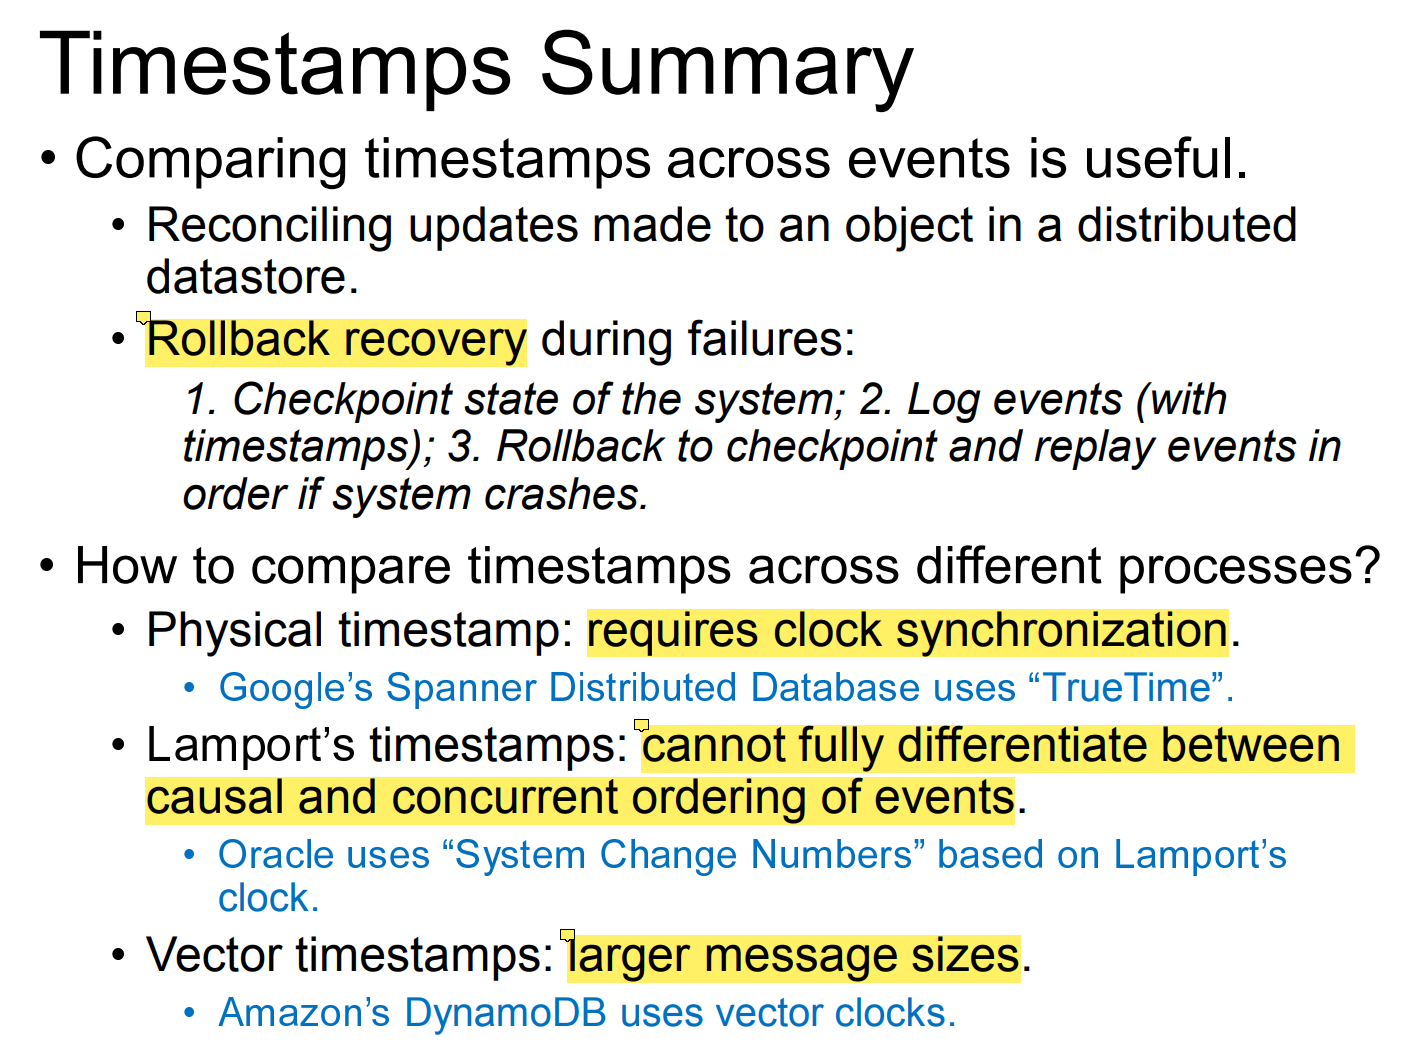 Timestamps Summary
• Comparing timestamps across events is useful.
• Reconciling updates made to an object in a distributed
datastore.
• Rollback recovery during failures:
1. Checkpoint state of the system; 2. Log events (with
timestamps); 3. Rollback to checkpoint and replay events in
order if system crashes.
• How to compare timestamps across different processes?
• Physical timestamp: requires clock synchronization.
• Google’s Spanner Distributed Database uses “TrueTime”.
• Lamport’s timestamps: cannot fully differentiate between
causal and concurrent ordering of events.
• Oracle uses “System Change Numbers” based on Lamport’s
clock.
• Vector timestamps: larger message sizes.
• Amazon’s DynamoDB uses vector clocks.